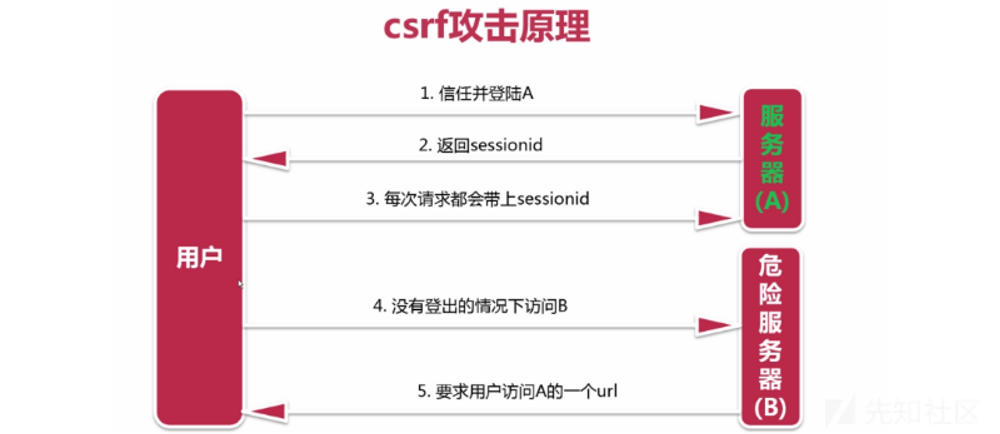 csrf攻击原理
1. 信任并登陆A
2. 返回sessionid
3. 每次请求都会带上sessionid
用户
服务器(A)
4. 没有登出的情况下访问B
5. 要求用户访问A的一个url
危险服务器(B)
先知社区